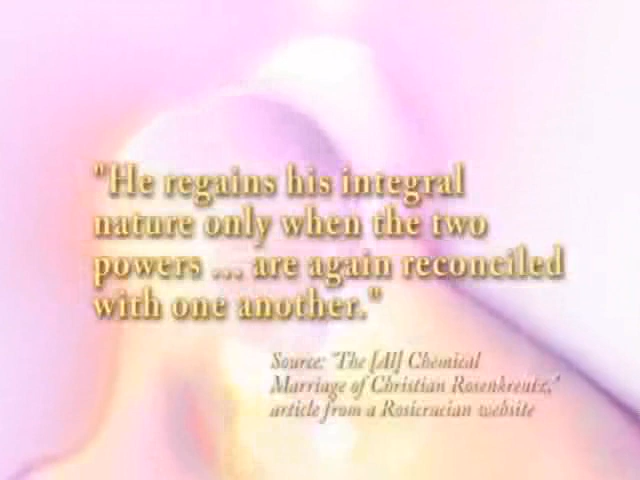 "He regains his integral
nature only when the two
powers ... are again reconciled
with one another."
Source: "The [Al] Chemical
Marriage of Christian Rosenkreutz,"
article from a Rosicrucian website